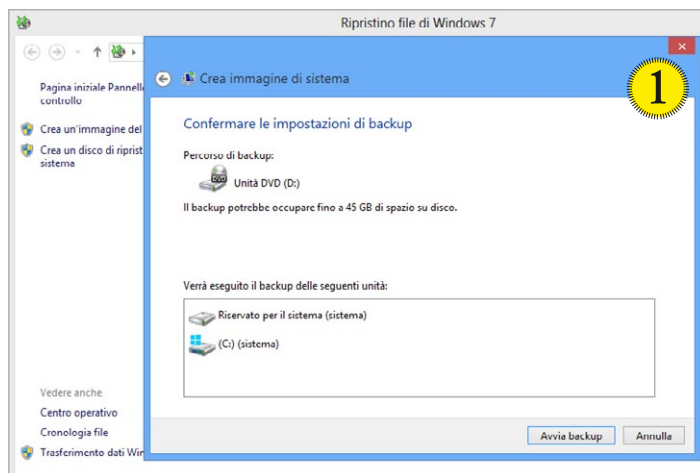 Ripristino file di Windows 7
Pagina iniziale Pannell
controllo
Crea un'immagine del
Crea un disco di riprist
sistema
Vedere anche
Centro operativo
Cronologia file
Trasferimento dati Win
Crea immagine di sistema
1
Confermare le impostazioni di backup
Percorso di backup:
Unità DVD (D:)
Il backup potrebbe occupare fino a 45 GB di spazio su disco.
Verrà eseguito il backup delle seguenti unità:
Riservato per il sistema (sistema)
(C:) (sistema)
Avvia backup
Annulla